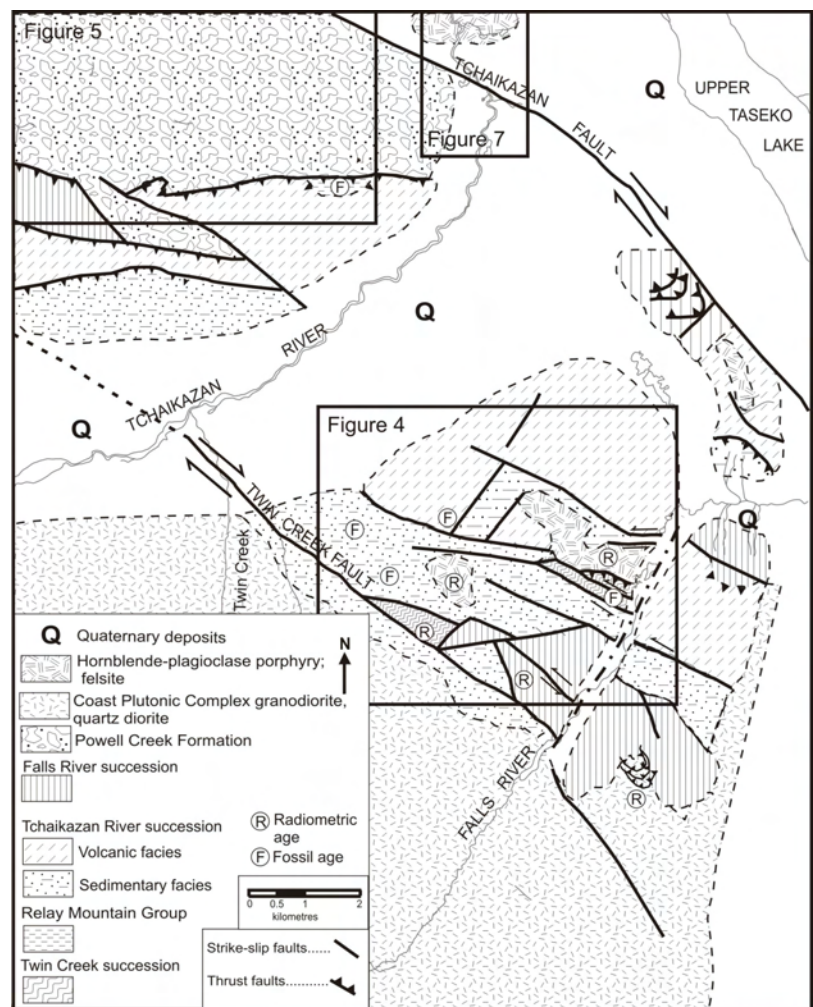 Figure 5
TCHAIKAZAN
FAULT
Figure 7
Q
UPPER
TASEKO
LAKE
F
Q
TCHAIKAZAN
RIVER
Q
Figure 4
TWIN CREEK FAULT
Twin Creek
F
F
F
R
R
F
R
R
Q
FALLS RIVER
R
Q Quaternary deposits
N
Hornblende-plagioclase porphyry;
felsite
Coast Plutonic Complex granodiorite,
quartz diorite
Powell Creek Formation
Falls River succession
Tchaikazan River succession
Volcanic facies
Sedimentary facies
Relay Mountain Group
Twin Creek succession
R Radiometric
age
F Fossil age
0 0.5 1 2
kilometres
Strike-slip faults......
Thrust faults............